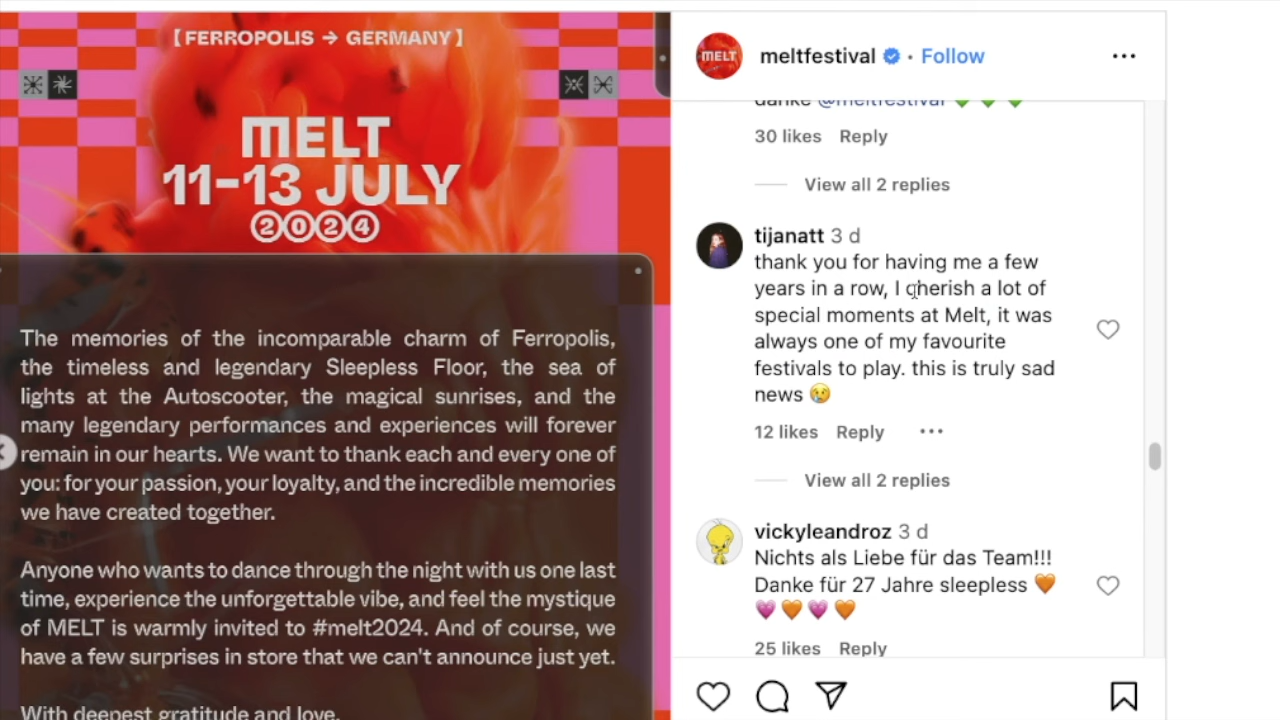 [FERROPOLIS → GERMANY]
MELT
11-13 JULY
2024
The memories of the incomparable charm of Ferropolis,
the timeless and legendary Sleepless Floor, the sea of
lights at the Autoscooter, the magical sunrises, and the
many legendary performances and experiences will forever
remain in our hearts. We want to thank each and every one of
you: for your passion, your loyalty, and the incredible memories
we have created together.
Anyone who wants to dance through the night with us one last
time, experience the unforgettable vibe, and feel the mystique
of MELT is warmly invited to #melt2024. And of course, we
have a few surprises in store that we can't announce just yet.
With deepest gratitude and love,
MELT
meltfestival • Follow
danke @meltfestival 💚 💚 💚
30 likes Reply
View all 2 replies
tijanatt 3 d
thank you for having me a few
years in a row, I cherish a lot of
special moments at Melt, it was
always one of my favourite
festivals to play. this is truly sad
news 😢
12 likes Reply
View all 2 replies
vickyleandroz 3 d
Nichts als Liebe für das Team!!!
Danke für 27 Jahre sleepless 🧡
💗 🧡 💗 🧡
25 likes Reply